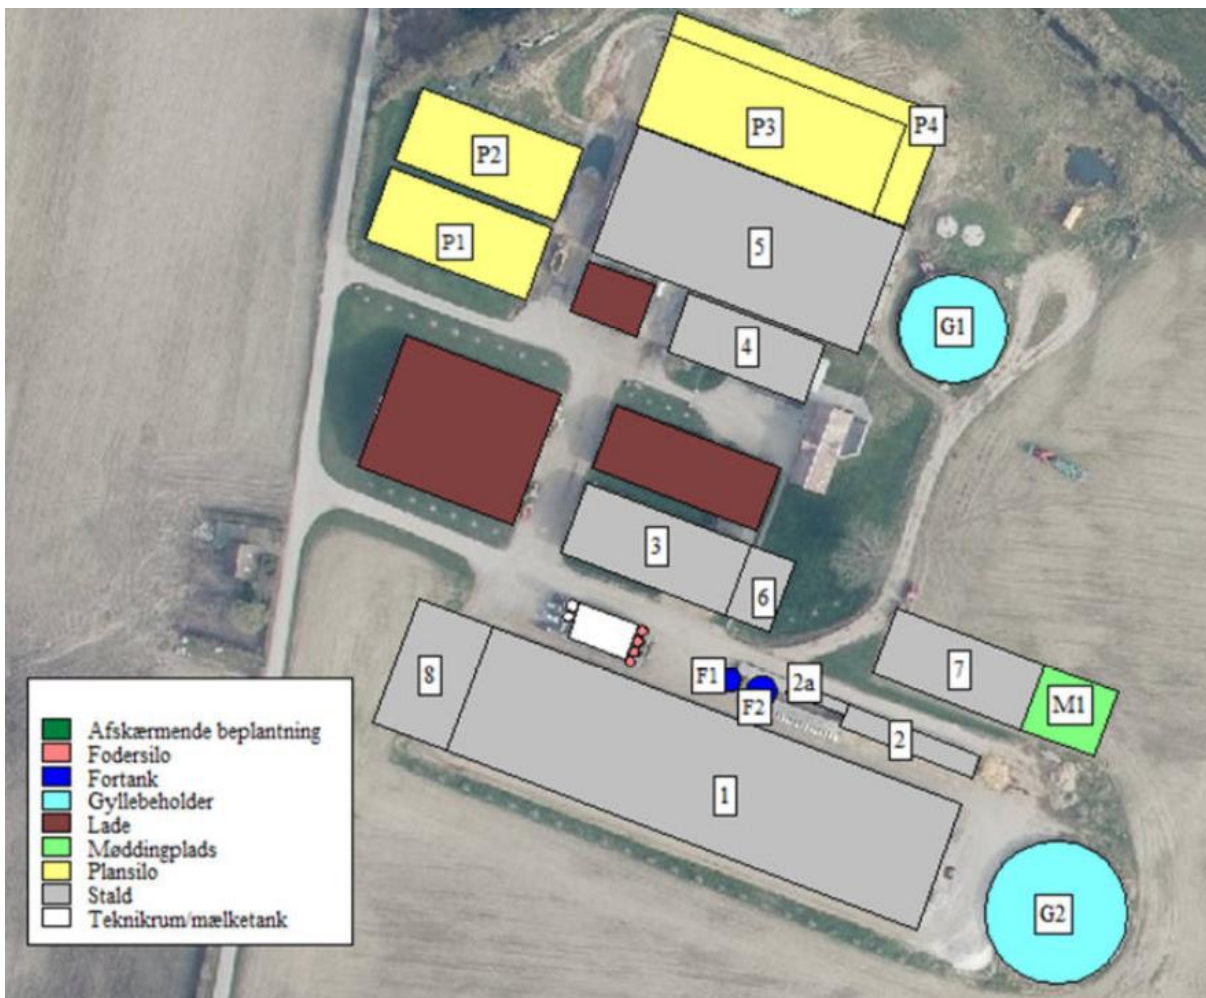 P3
P4
P2
P1
5
G1
4
3
6
7
8
F1
2a
F2
M1
2
1
G2
Afskærmende beplantning
Fodersilo
Fortank
Gyllebeholder
Lade
Møddingplads
Plansilo
Stald
Teknikrum/mælketank